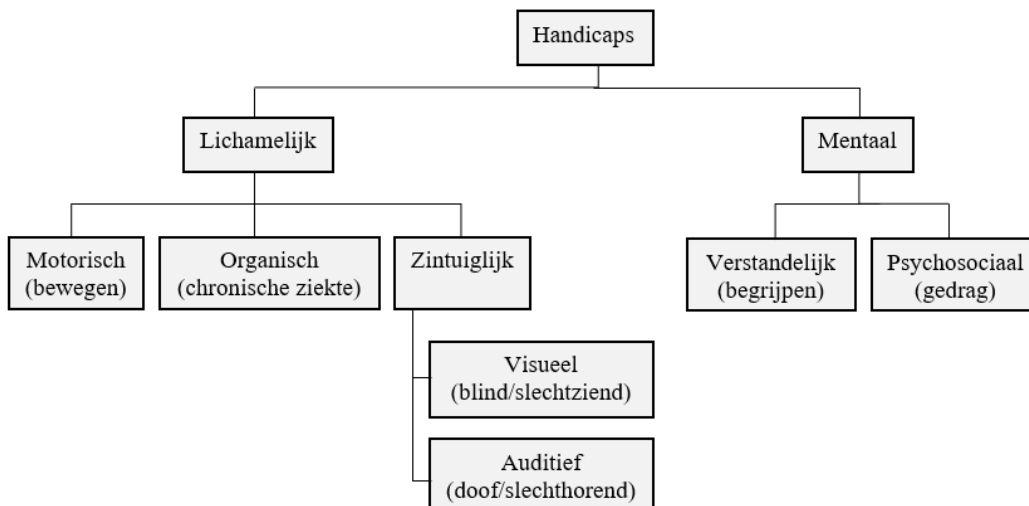 Handicaps
Lichamelijk
Mentaal
Motorisch
(bewegen)
Organisch
(chronische ziekte)
Zintuiglijk
Verstandelijk
(begrijpen)
Psychosociaal
(gedrag)
Visueel
(blind/slechtziend)
Auditief
(doof/slechthorend)